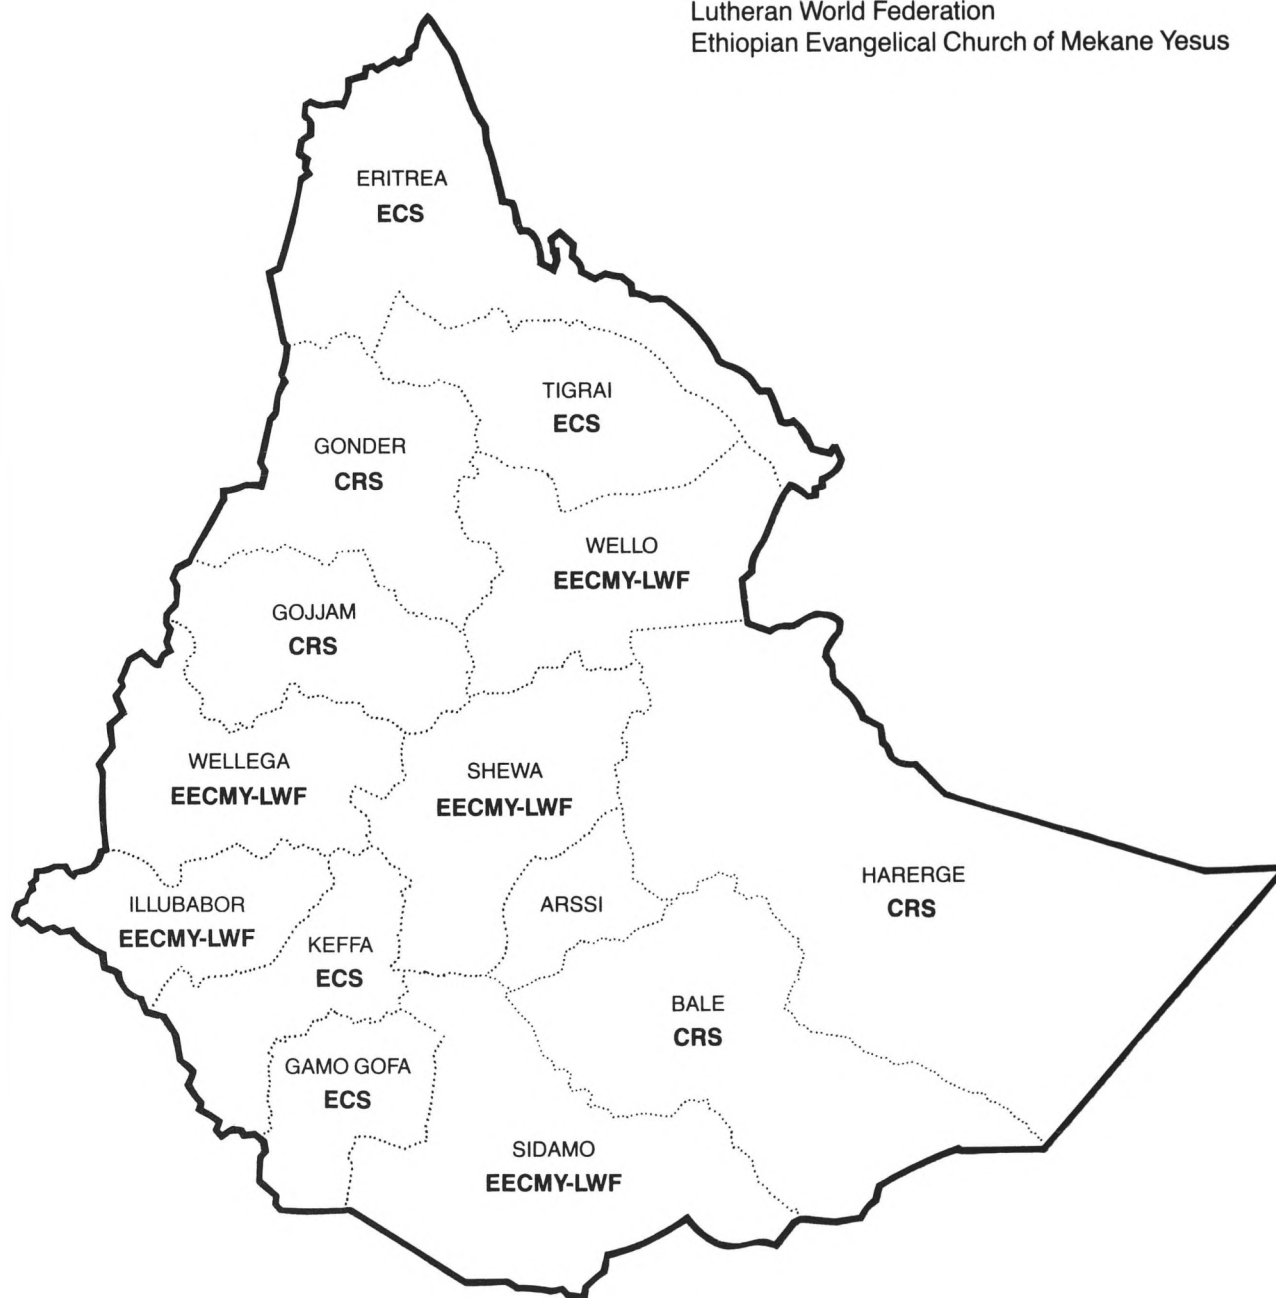 Lutheran World Federation
Ethiopian Evangelical Church of Mekane Yesus
ERITREA
ECS
TIGRAI
ECS
GONDER
CRS
WELLO
EECMY-LWF
GOJJAM
CRS
WELLEGA
EECMY-LWF
SHEWA
EECMY-LWF
HARERGE
CRS
ILLUBABOR
EECMY-LWF
ARSSI
KEFFA
ECS
BALE
CRS
GAMO GOFA
ECS
SIDAMO
EECMY-LWF